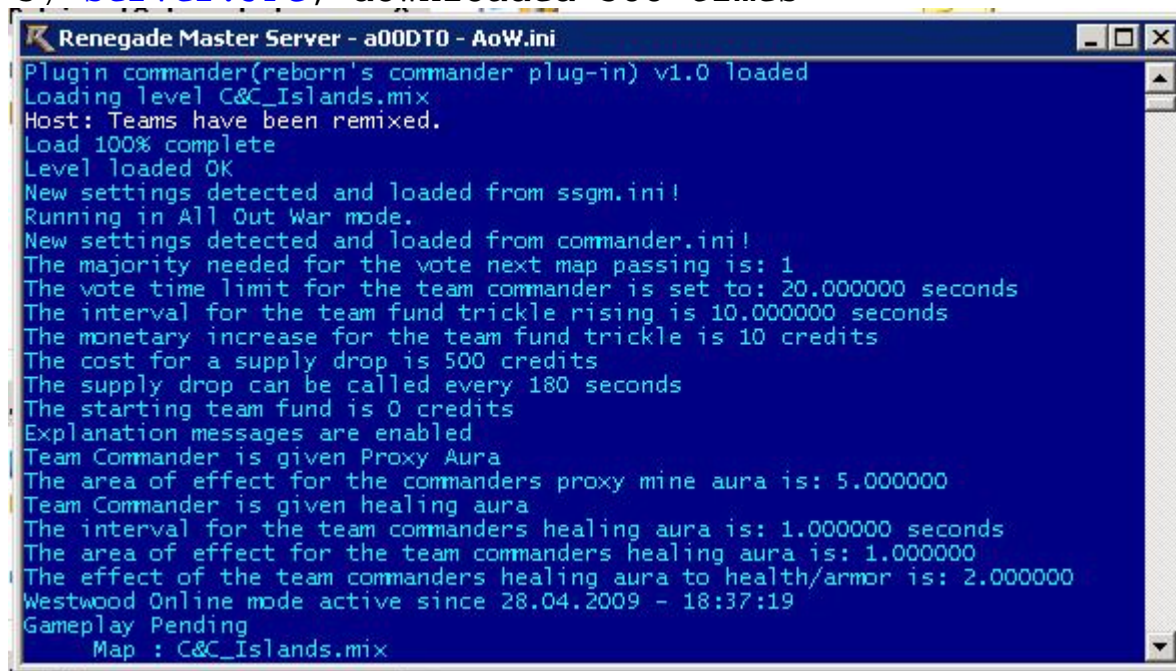 Renegade Master Server - a00DT0 - AoW.ini
Plugin commander(reborn's commander plug-in) v1.0 loaded
Loading level C&C_Islands.mix
Host: Teams have been remixed.
Load 100% complete
Level loaded OK
New settings detected and loaded from ssgm.ini!
Running in All Out War mode.
New settings detected and loaded from commander.ini!
The majority needed for the vote next map passing is: 1
The vote time limit for the team commander is set to: 20.000000 seconds
The interval for the team fund trickle rising is 10.000000 seconds
The monetary increase for the team fund trickle is 10 credits
The cost for a supply drop is 500 credits
The supply drop can be called every 180 seconds
The starting team fund is 0 credits
Explanation messages are enabled
Team Commander is given Proxy Aura
The area of effect for the commanders proxy mine aura is: 5.000000
Team Commander is given healing aura
The interval for the team commanders healing aura is: 1.000000 seconds
The area of effect for the team commanders healing aura is: 1.000000
The effect of the team commanders healing aura to health/armor is: 2.000000
Westwood Online mode active since 28.04.2009 - 18:37:19
Gameplay Pending
Map : C&C_Islands.mix